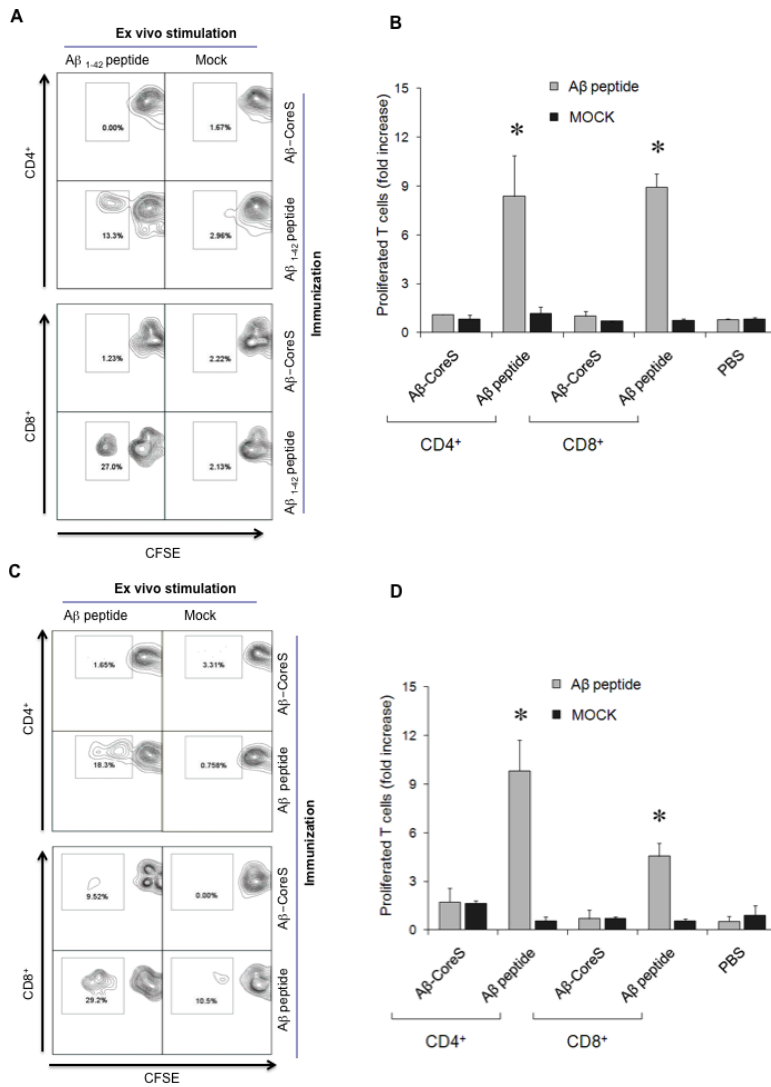 A
Ex vivo stimulation
Aβ 1-42 peptide Mock
CD4+
0.00% 1.67%
Aβ-CoreS
13.3% 2.96%
Aβ 1-42 peptide
CD8+
1.23% 2.22%
Aβ-CoreS
27.0% 2.13%
Aβ 1-42 peptide
Immunization
CFSE
B
Proliferated T cells (fold increase)
15
12
9
6
3
0
Aβ peptide
MOCK
* *
Aβ-CoreS Aβ peptide Aβ-CoreS Aβ peptide PBS
CD4+ CD8+
C
Ex vivo stimulation
Aβ peptide Mock
CD4+
1.65% 3.31%
Aβ-CoreS
18.3% 0.758%
Aβ peptide
CD8+
9.52% 0.00%
Aβ-CoreS
29.2% 10.5%
Aβ peptide
Immunization
CFSE
D
Proliferated T cells (fold increase)
15
12
9
6
3
0
Aβ peptide
MOCK
* *
Aβ-CoreS Aβ peptide Aβ-CoreS Aβ peptide PBS
CD4+ CD8+